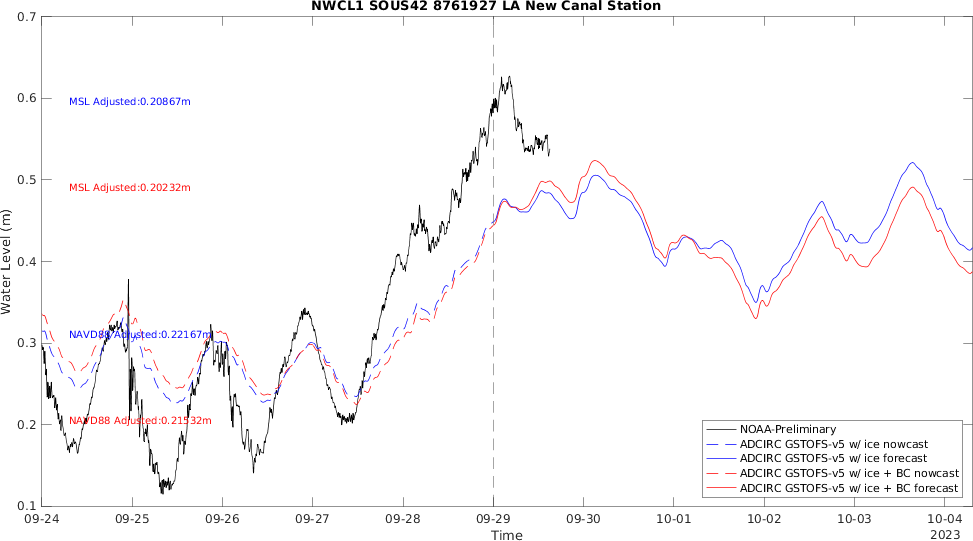 NWCL1 SOUS42 8761927 LA New Canal Station
0.7
0.6
0.5
0.4
0.3
0.2
0.1
Water Level (m)
MSL Adjusted:0.20867m
MSL Adjusted:0.20232m
NAVD88 Adjusted:0.22167m
NAVD88 Adjusted:0.21532m
NOAA-Preliminary
ADCIRC GSTOFS-v5 w/ ice nowcast
ADCIRC GSTOFS-v5 w/ ice forecast
ADCIRC GSTOFS-v5 w/ ice + BC nowcast
ADCIRC GSTOFS-v5 w/ ice + BC forecast
09-24 09-25 09-26 09-27 09-28 09-29 09-30 10-01 10-02 10-03 10-04
Time
2023